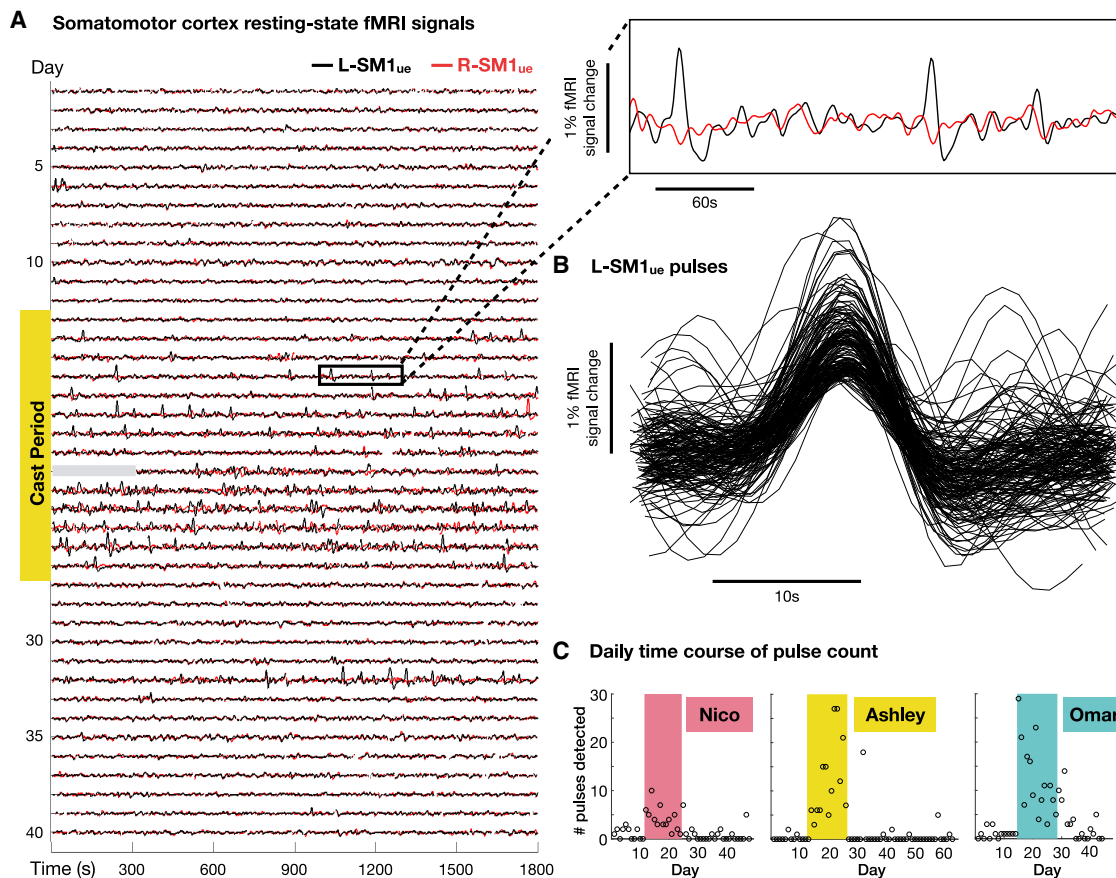 A Somatomotor cortex resting-state fMRI signals
Day
L-SM1ue R-SM1ue
5
10
30
35
40
Cast Period
Time (s) 300 600 900 1200 1500 1800
1% fMRI
signal change
60s
B L-SM1ue pulses
1% fMRI
signal change
10s
C Daily time course of pulse count
# pulses detected
30
20
10
0
Nico
Ashley
Omar
10 20 30 40
10 20 30 40 50 60
10 20 30 40
Day
Day
Day